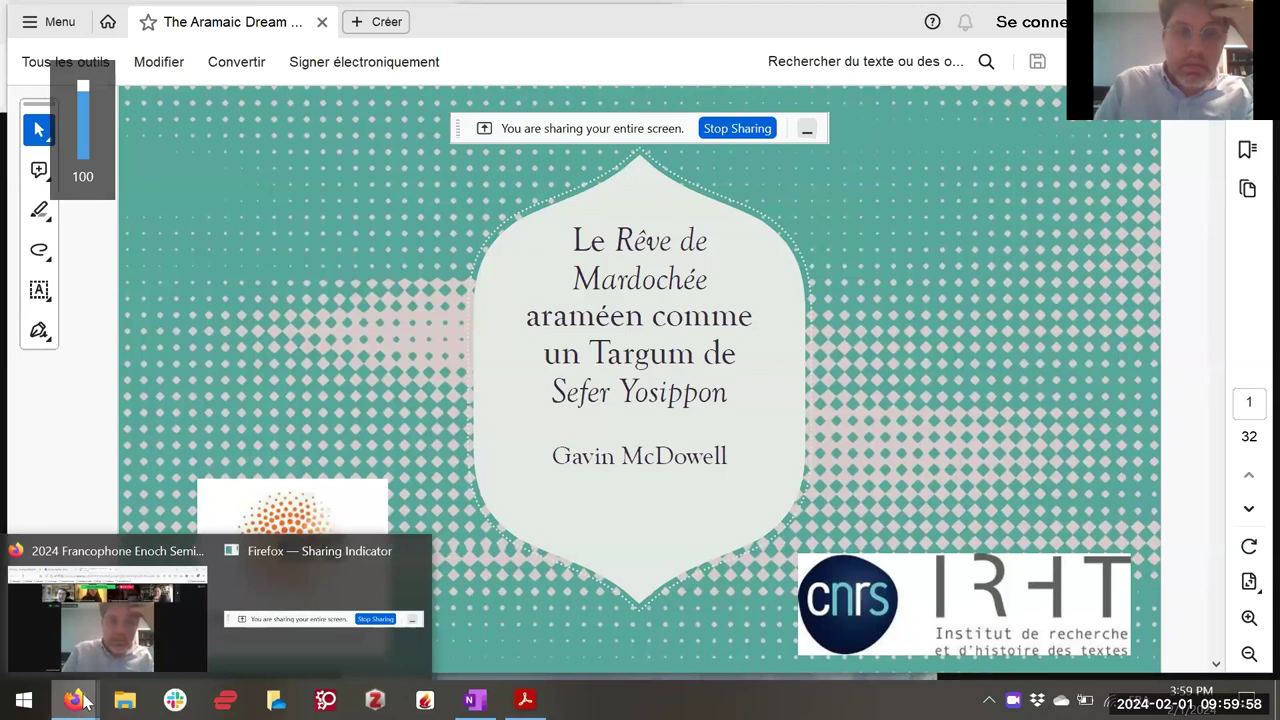 Menu
The Aramaic Dream ...
Créer
Se conne
Tous les outils
Modifier
Convertir
Signer électroniquement
Rechercher du texte ou des o...
You are sharing your entire screen.
Stop Sharing
100
Le Rêve de
Mardochée
araméen comme
un Targum de
Sefer Yosippon
Gavin McDowell
1
32
2024 Francophone Enoch Semi...
Firefox — Sharing Indicator
You are sharing your entire screen.
Stop Sharing
cnrs
IRHT
Institut de recherche
et d'histoire des textes
3:59 PM
2024-02-01 09:59:58